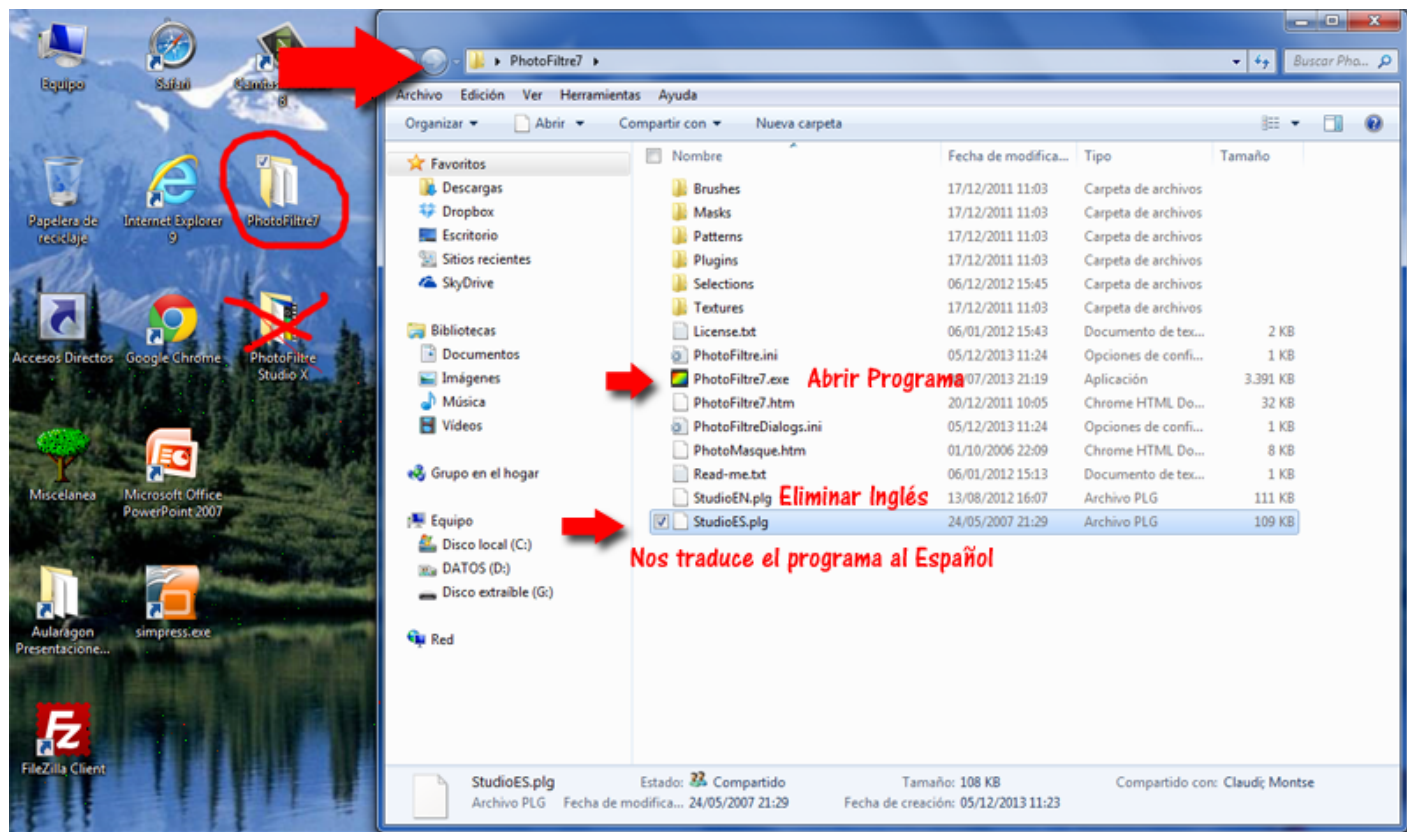 Equipo
Safari
8
Papelera de
reciclaje
Internet Explorer
9
PhotoFiltre7
Accesos Directos
Google Chrome
PhotoFiltre
Studio X
Miscelanea
Microsoft Office
PowerPoint 2007
Aularagon
Presentacione...
simpress.exe
FileZilla Client
PhotoFiltre7
Buscar Pho...
Archivo Edición Ver Herramientas Ayuda
Organizar Abrir Compartir con Nueva carpeta
Favoritos
Descargas
Dropbox
Escritorio
Sitios recientes
SkyDrive
Bibliotecas
Documentos
Imágenes
Música
Vídeos
Grupo en el hogar
Equipo
Disco local (C:)
DATOS (D:)
Disco extraíble (G:)
Red
Nombre Fecha de modifica... Tipo Tamaño
Brushes 17/12/2011 11:03 Carpeta de archivos
Masks 17/12/2011 11:03 Carpeta de archivos
Patterns 17/12/2011 11:03 Carpeta de archivos
Plugins 17/12/2011 11:03 Carpeta de archivos
Selections 06/12/2012 15:45 Carpeta de archivos
Textures 17/12/2011 11:03 Carpeta de archivos
License.txt 06/01/2012 15:43 Documento de tex... 2 KB
PhotoFiltre.ini 05/12/2013 11:24 Opciones de confi... 1 KB
PhotoFiltre7.exe Abrir Programa /07/2013 21:19 Aplicación 3.391 KB
PhotoFiltre7.htm 20/12/2011 10:05 Chrome HTML Do... 32 KB
PhotoFiltreDialogs.ini 05/12/2013 11:24 Opciones de confi... 1 KB
PhotoMasque.htm 01/10/2006 22:09 Chrome HTML Do... 8 KB
Read-me.txt 06/01/2012 15:13 Documento de tex... 1 KB
StudioEN.plg Eliminar Inglés 13/08/2012 16:07 Archivo PLG 111 KB
StudioES.plg 24/05/2007 21:29 Archivo PLG 109 KB
Nos traduce el programa al Español
StudioES.plg Estado: Compartido Tamaño: 108 KB Compartido con: Claudi; Montse
Archivo PLG Fecha de modifica... 24/05/2007 21:29 Fecha de creación: 05/12/2013 11:23